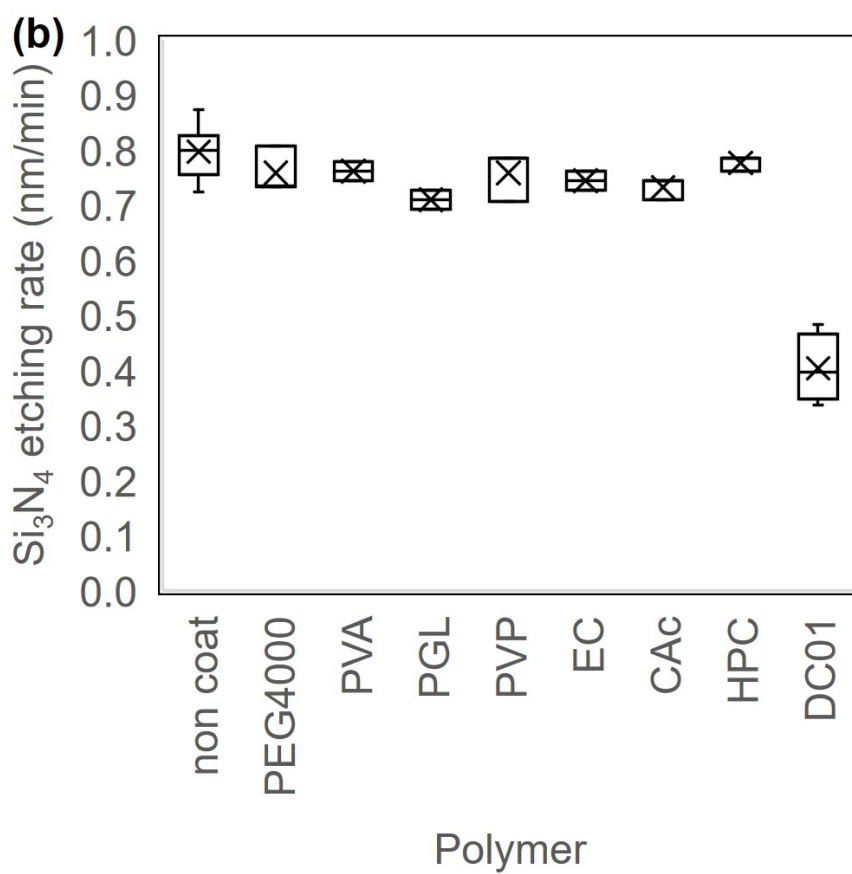 (b)
Si₃N₄ etching rate (nm/min)
1.0
0.9
0.8
0.7
0.6
0.5
0.4
0.3
0.2
0.1
0.0
non coat
PEG4000
PVA
PGL
PVP
EC
CAc
HPC
DC01
Polymer